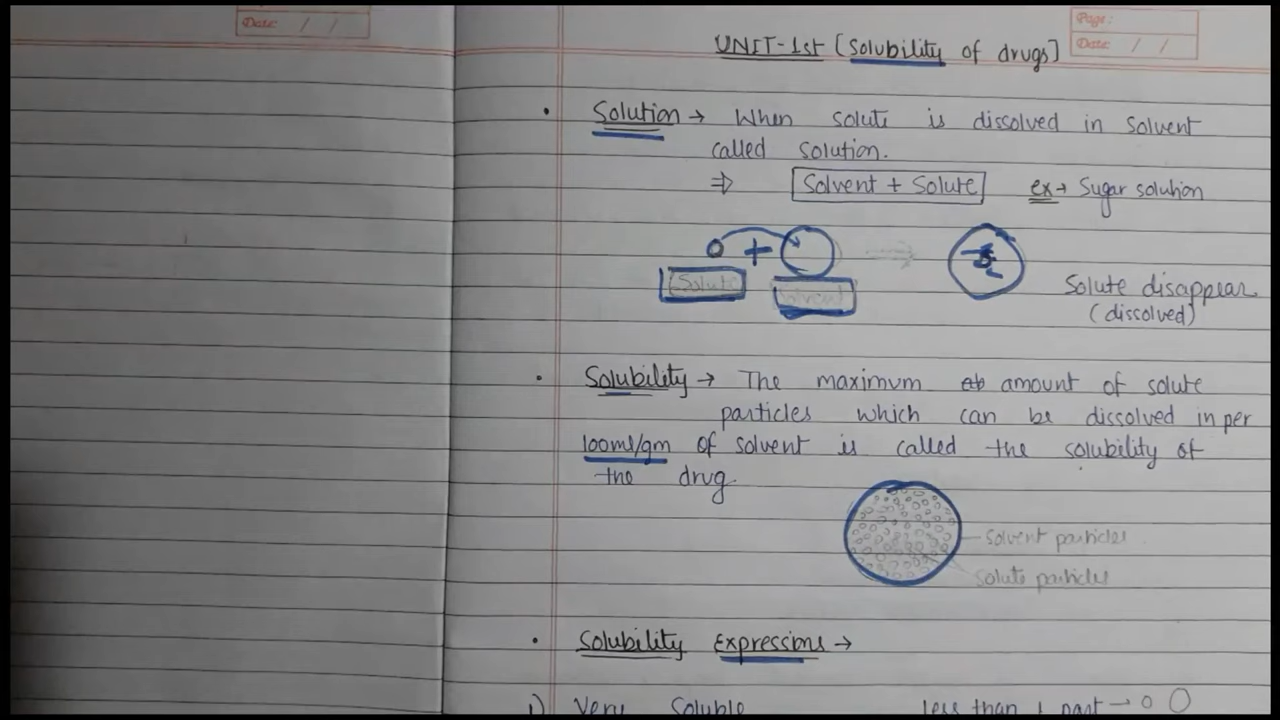 Date: / /
Page:
Date: / /
UNIT-1st (Solubility of drugs)
• Solution → When solute is dissolved in solvent
called solution.
⇒ Solvent + Solute ex→ Sugar solution
+
Solute Solvent
Solute disappear
(dissolved)
• Solubility → The maximum amount of solute
particles which can be dissolved in per
100ml/gm of solvent is called the solubility of
the drug.
Solvent particles
Solute particles
• Solubility Expressions →
1) Very Soluble less than 1 part →